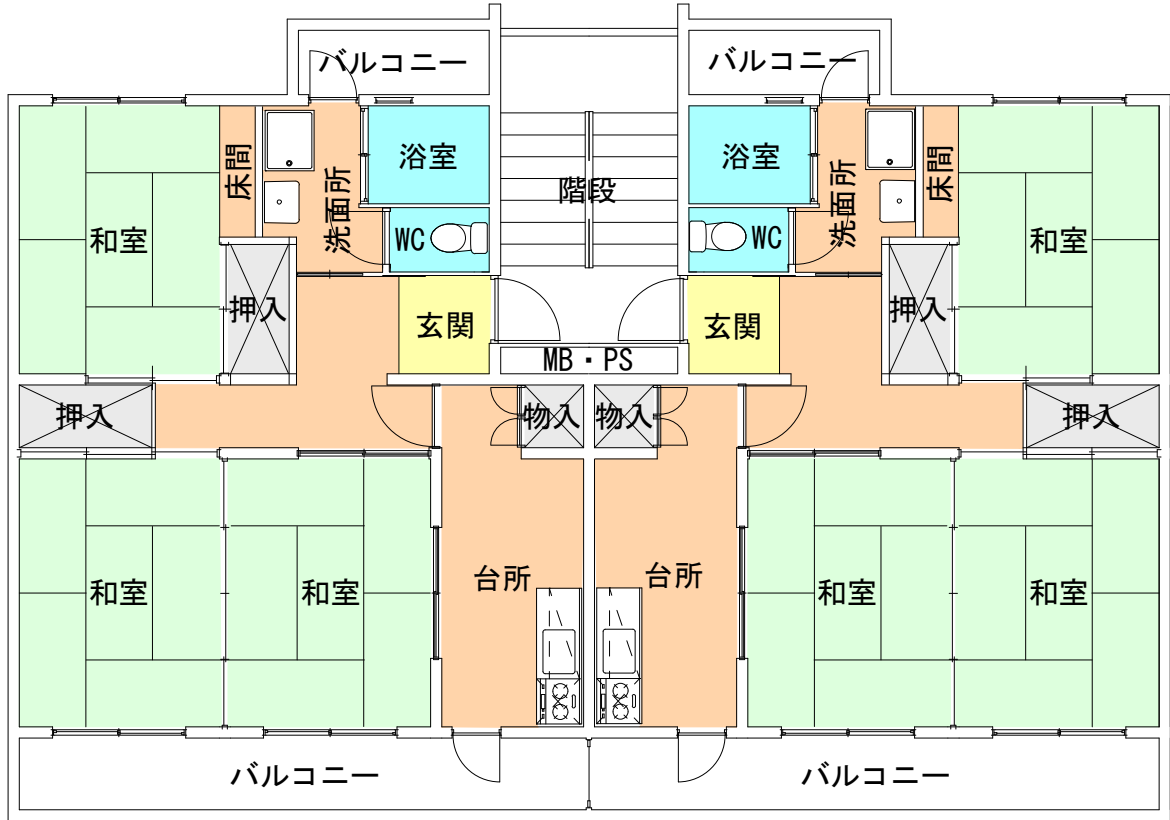 バルコニー
バルコニー
浴室
浴室
床間
洗面所
階段
洗面所
床間
和室
WC
WC
和室
押入
玄関
玄関
押入
MB・PS
押入
物入
物入
押入
和室
和室
台所
台所
和室
和室
バルコニー
バルコニー